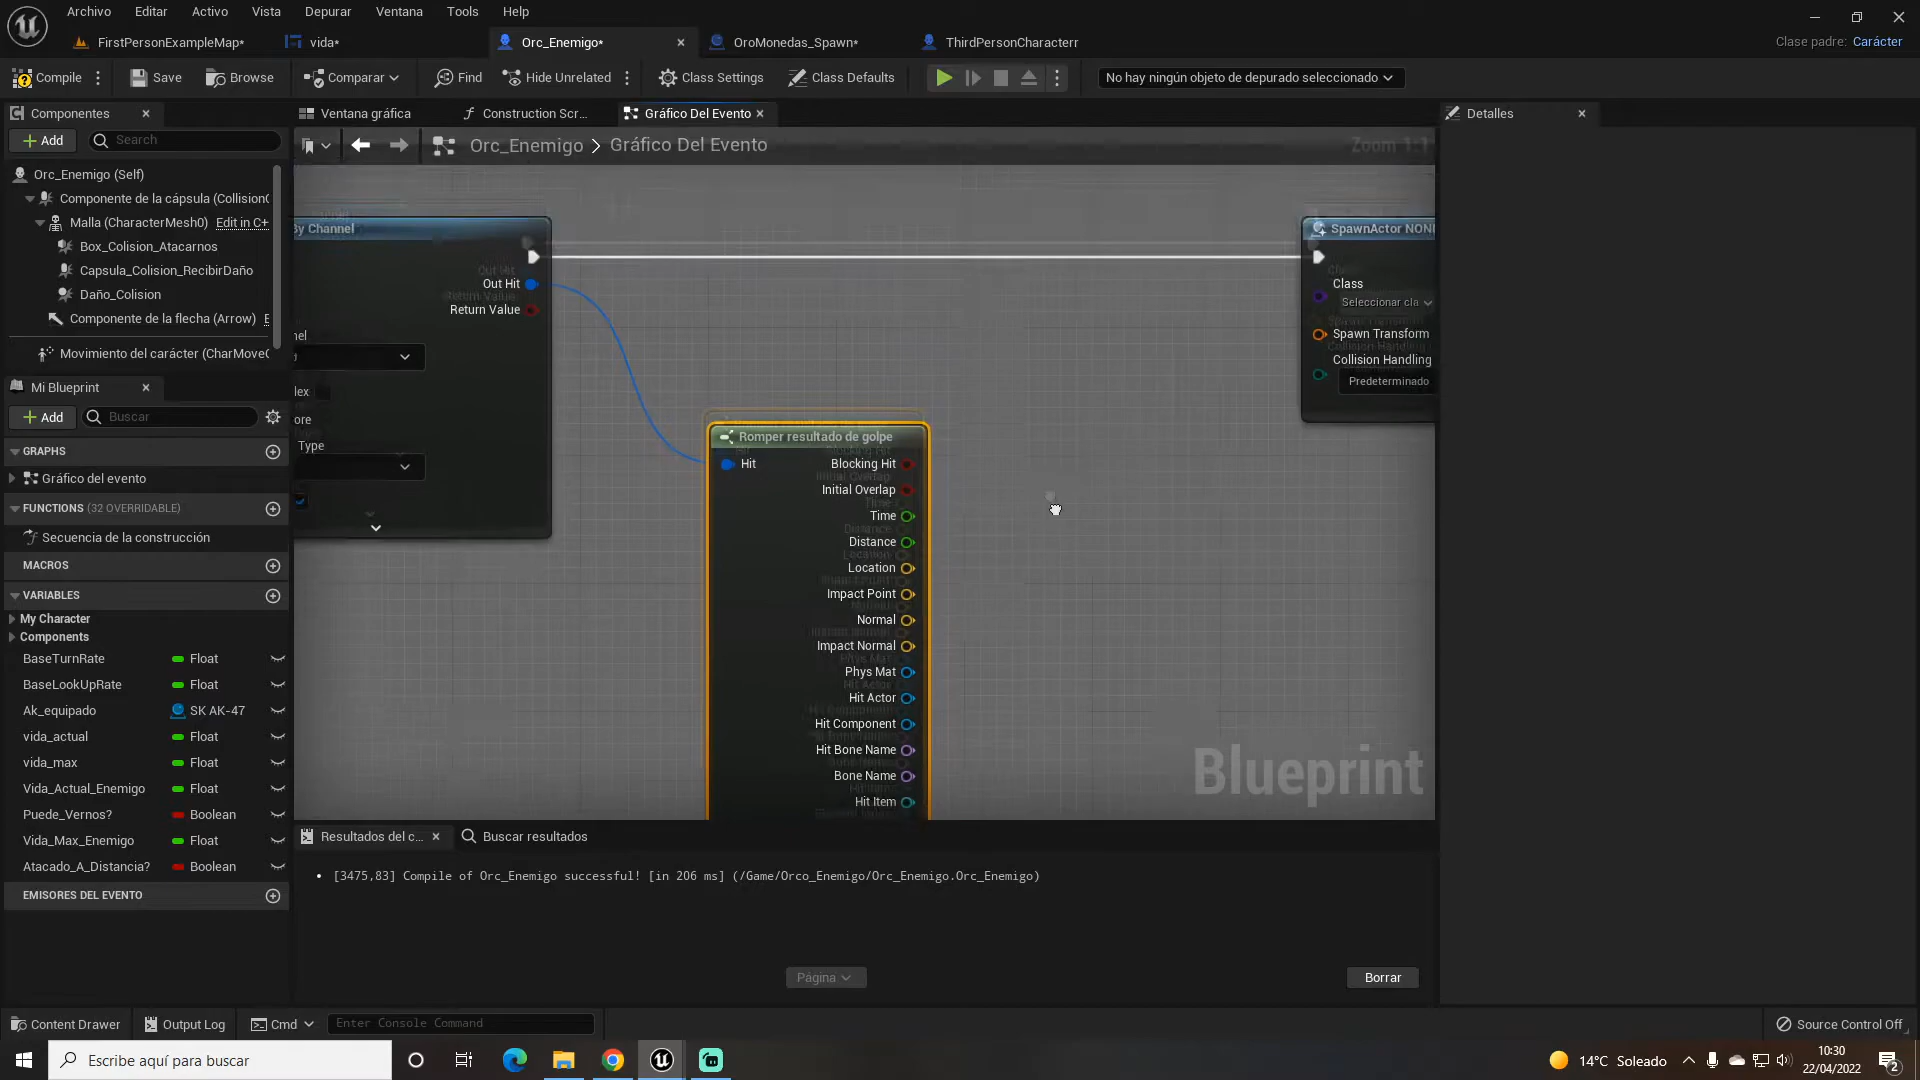 Archivo Editar Activo Vista Depurar Ventana Tools Help
FirstPersonExampleMap* vida* Orc_Enemigo* OroMonedas_Spawn* ThirdPersonCharacterr Clase padre: Carácter
Compile Save Browse Comparar Find Hide Unrelated Class Settings Class Defaults No hay ningún objeto de depurado seleccionado
Componentes Ventana gráfica Construction Scr... Gráfico Del Evento Detalles
Add Search Orc_Enemigo Gráfico Del Evento Zoom 1:1
Orc_Enemigo (Self)
Componente de la cápsula (Collision
Malla (CharacterMesh0) Edit in C+
Box_Colision_Atacarnos
Capsula_Colision_RecibirDaño
Daño_Colision
Componente de la flecha (Arrow) E
Movimiento del carácter (CharMove
Mi Blueprint
Add Buscar
GRAPHS
Gráfico del evento
FUNCTIONS (32 OVERRIDABLE)
Secuencia de la construcción
MACROS
VARIABLES
My Character
Components
BaseTurnRate Float
BaseLookUpRate Float
Ak_equipado SK AK-47
vida_actual Float
vida_max Float
Vida_Actual_Enemigo Float
Puede_Vernos? Boolean
Vida_Max_Enemigo Float
Atacado_A_Distancia? Boolean
EMISORES DEL EVENTO
By Channel
Out Hit
Return Value
nel
lex
ore
Type
Romper resultado de golpe
Hit Blocking Hit
Initial Overlap
Time
Distance
Location
Impact Point
Normal
Impact Normal
Phys Mat
Hit Actor
Hit Component
Hit Bone Name
Bone Name
Hit Item
SpawnActor NON
Class
Seleccionar cla
Spawn Transform
Collision Handling
Predeterminado
Blueprint
Resultados del c... Buscar resultados
• [3475,83] Compile of Orc_Enemigo successful! [in 206 ms] (/Game/Orco_Enemigo/Orc_Enemigo.Orc_Enemigo)
Página Borrar
Content Drawer Output Log Cmd Enter Console Command Source Control Off
Escribe aquí para buscar 14°C Soleado 10:30
22/04/2022 2